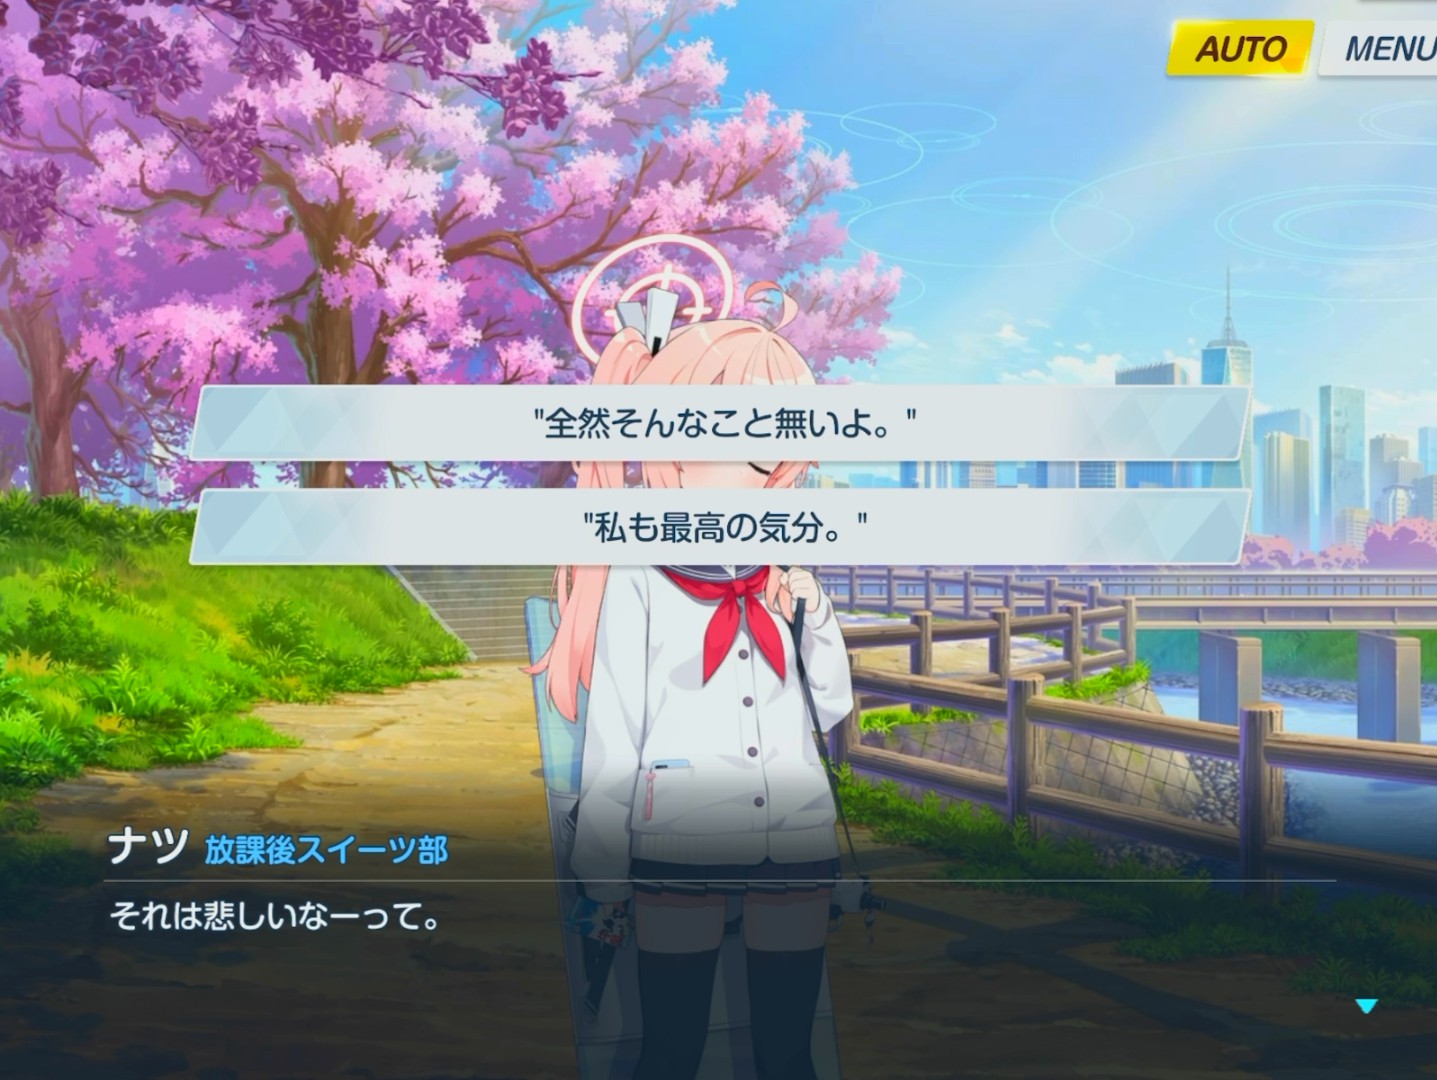 AUTO
MENU
"全然そんなこと無いよ。"
"私も最高の気分。"
ナツ 放課後スイーツ部
それは悲しいなーって。